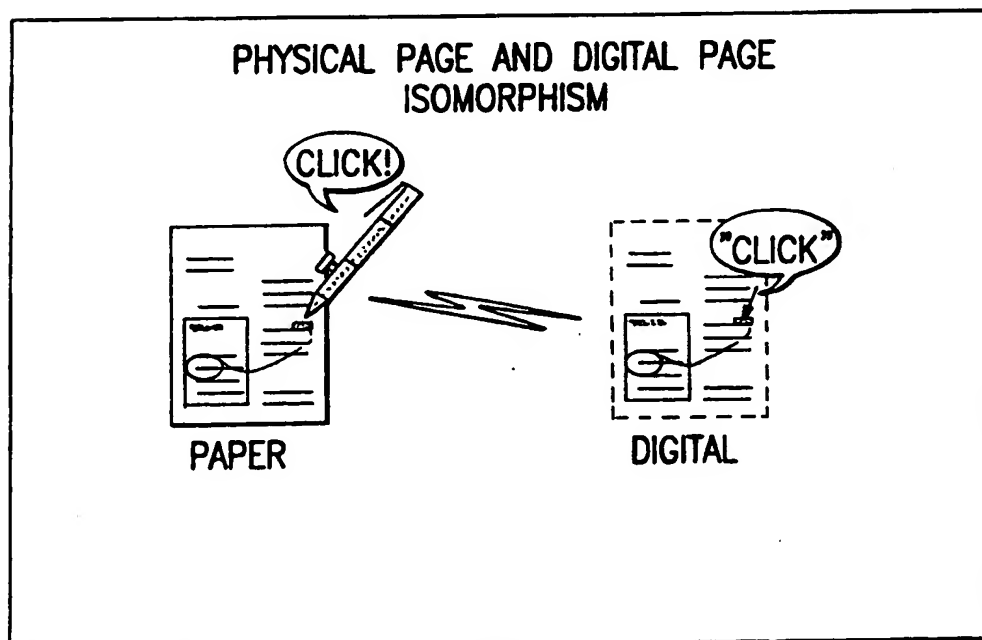 PHYSICAL PAGE AND DIGITAL PAGE
ISOMORPHISM
CLICK!
"CLICK"
PAPER
DIGITAL